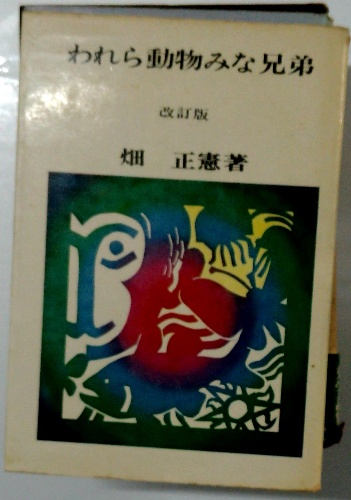 われら動物みな兄弟
改訂版
畑 正憲著